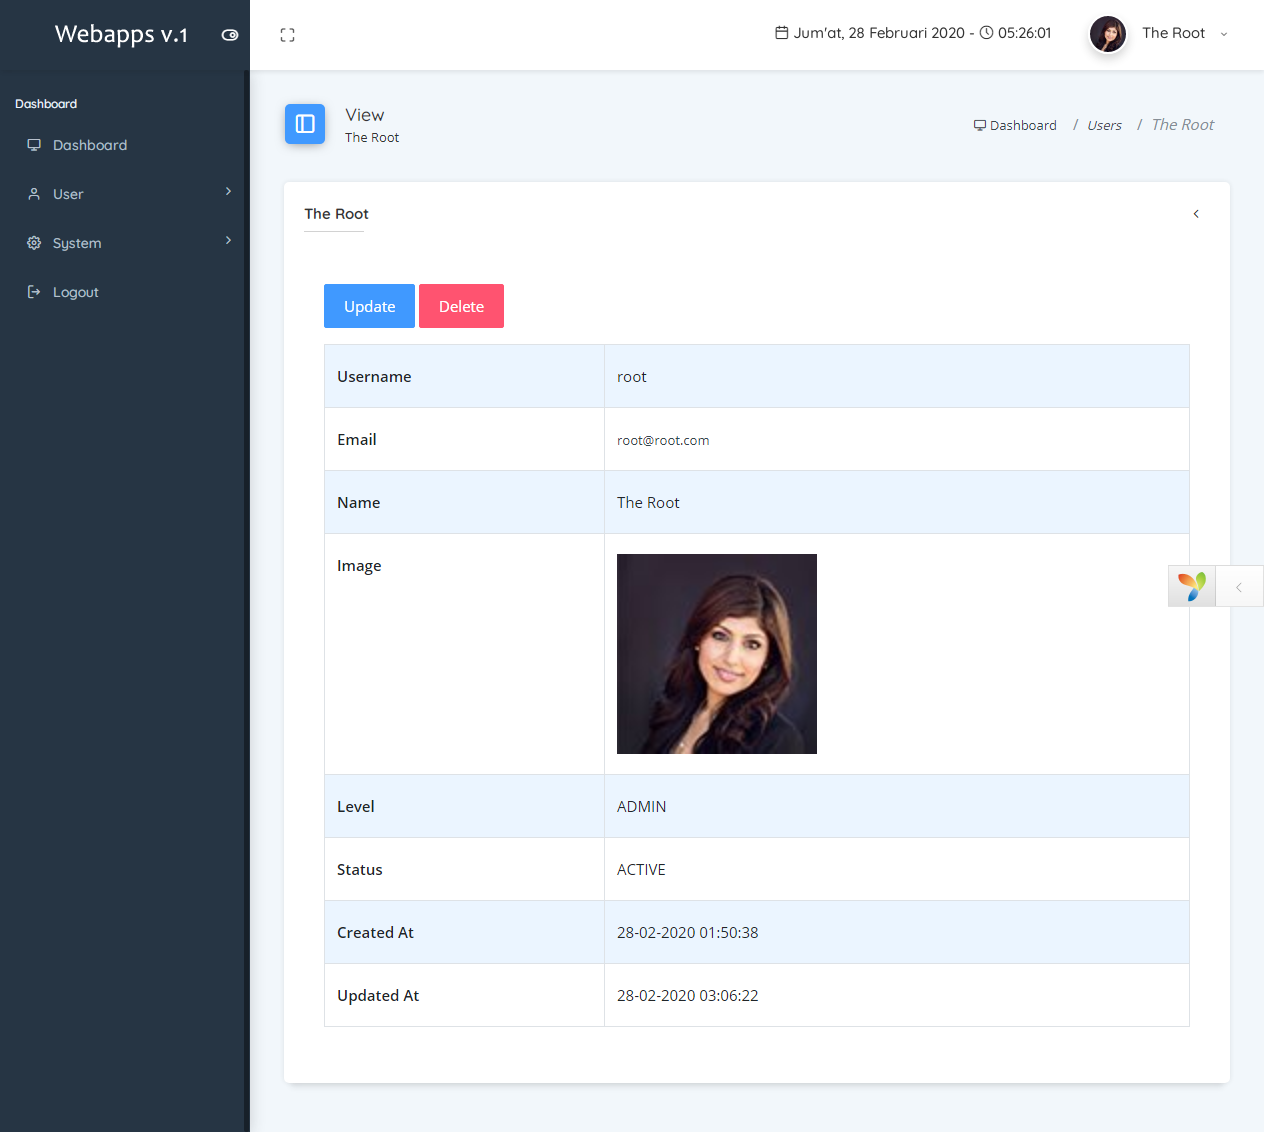 Webapps v.1
Jum'at, 28 Februari 2020 - 05:26:01
The Root
Dashboard
Dashboard
User
System
Logout
View
The Root
Dashboard / Users / The Root
The Root
Update Delete
Username root
Email root@root.com
Name The Root
Image
Level ADMIN
Status ACTIVE
Created At 28-02-2020 01:50:38
Updated At 28-02-2020 03:06:22